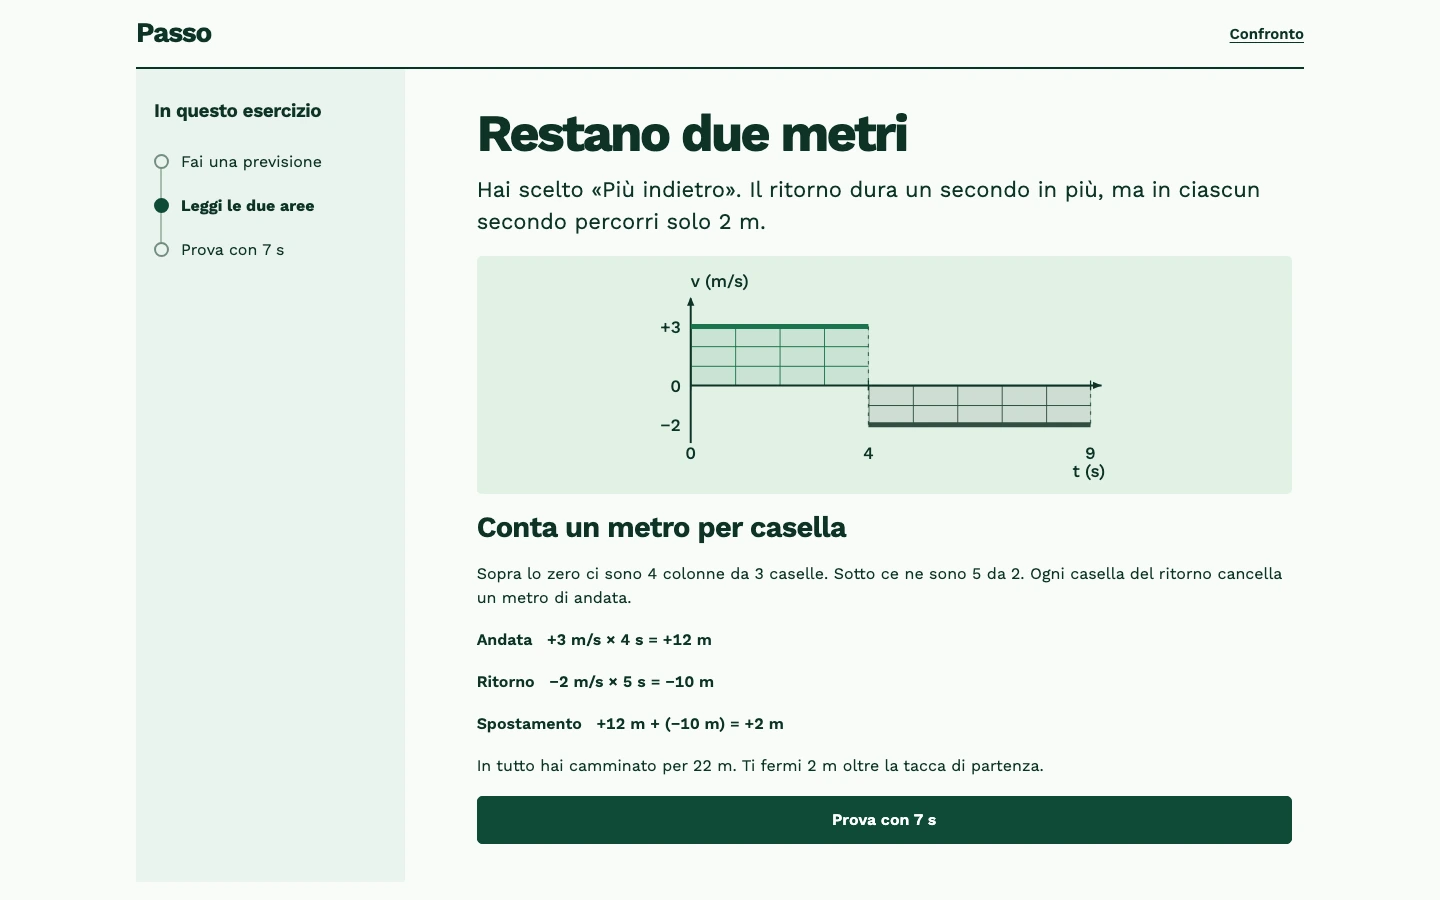 Passo
Confronto
In questo esercizio
Fai una previsione
Leggi le due aree
Prova con 7 s
Restano due metri
Hai scelto «Più indietro». Il ritorno dura un secondo in più, ma in ciascun
secondo percorri solo 2 m.
v (m/s)
+3
0
−2
0
4
9
t (s)
Conta un metro per casella
Sopra lo zero ci sono 4 colonne da 3 caselle. Sotto ce ne sono 5 da 2. Ogni casella del ritorno cancella
un metro di andata.
Andata +3 m/s × 4 s = +12 m
Ritorno −2 m/s × 5 s = −10 m
Spostamento +12 m + (−10 m) = +2 m
In tutto hai camminato per 22 m. Ti fermi 2 m oltre la tacca di partenza.
Prova con 7 s